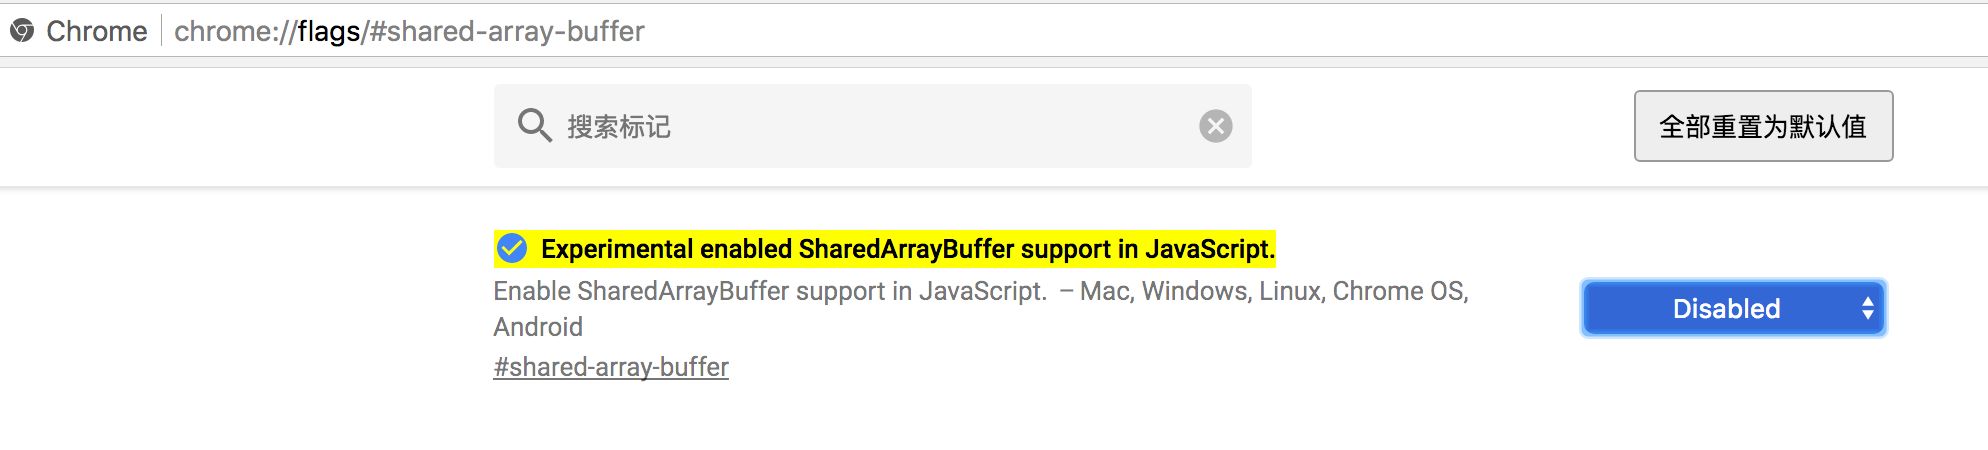 Chrome chrome://flags/#shared-array-buffer
搜索标记
全部重置为默认值
Experimental enabled SharedArrayBuffer support in JavaScript.
Enable SharedArrayBuffer support in JavaScript. – Mac, Windows, Linux, Chrome OS,
Android
#shared-array-buffer
Disabled